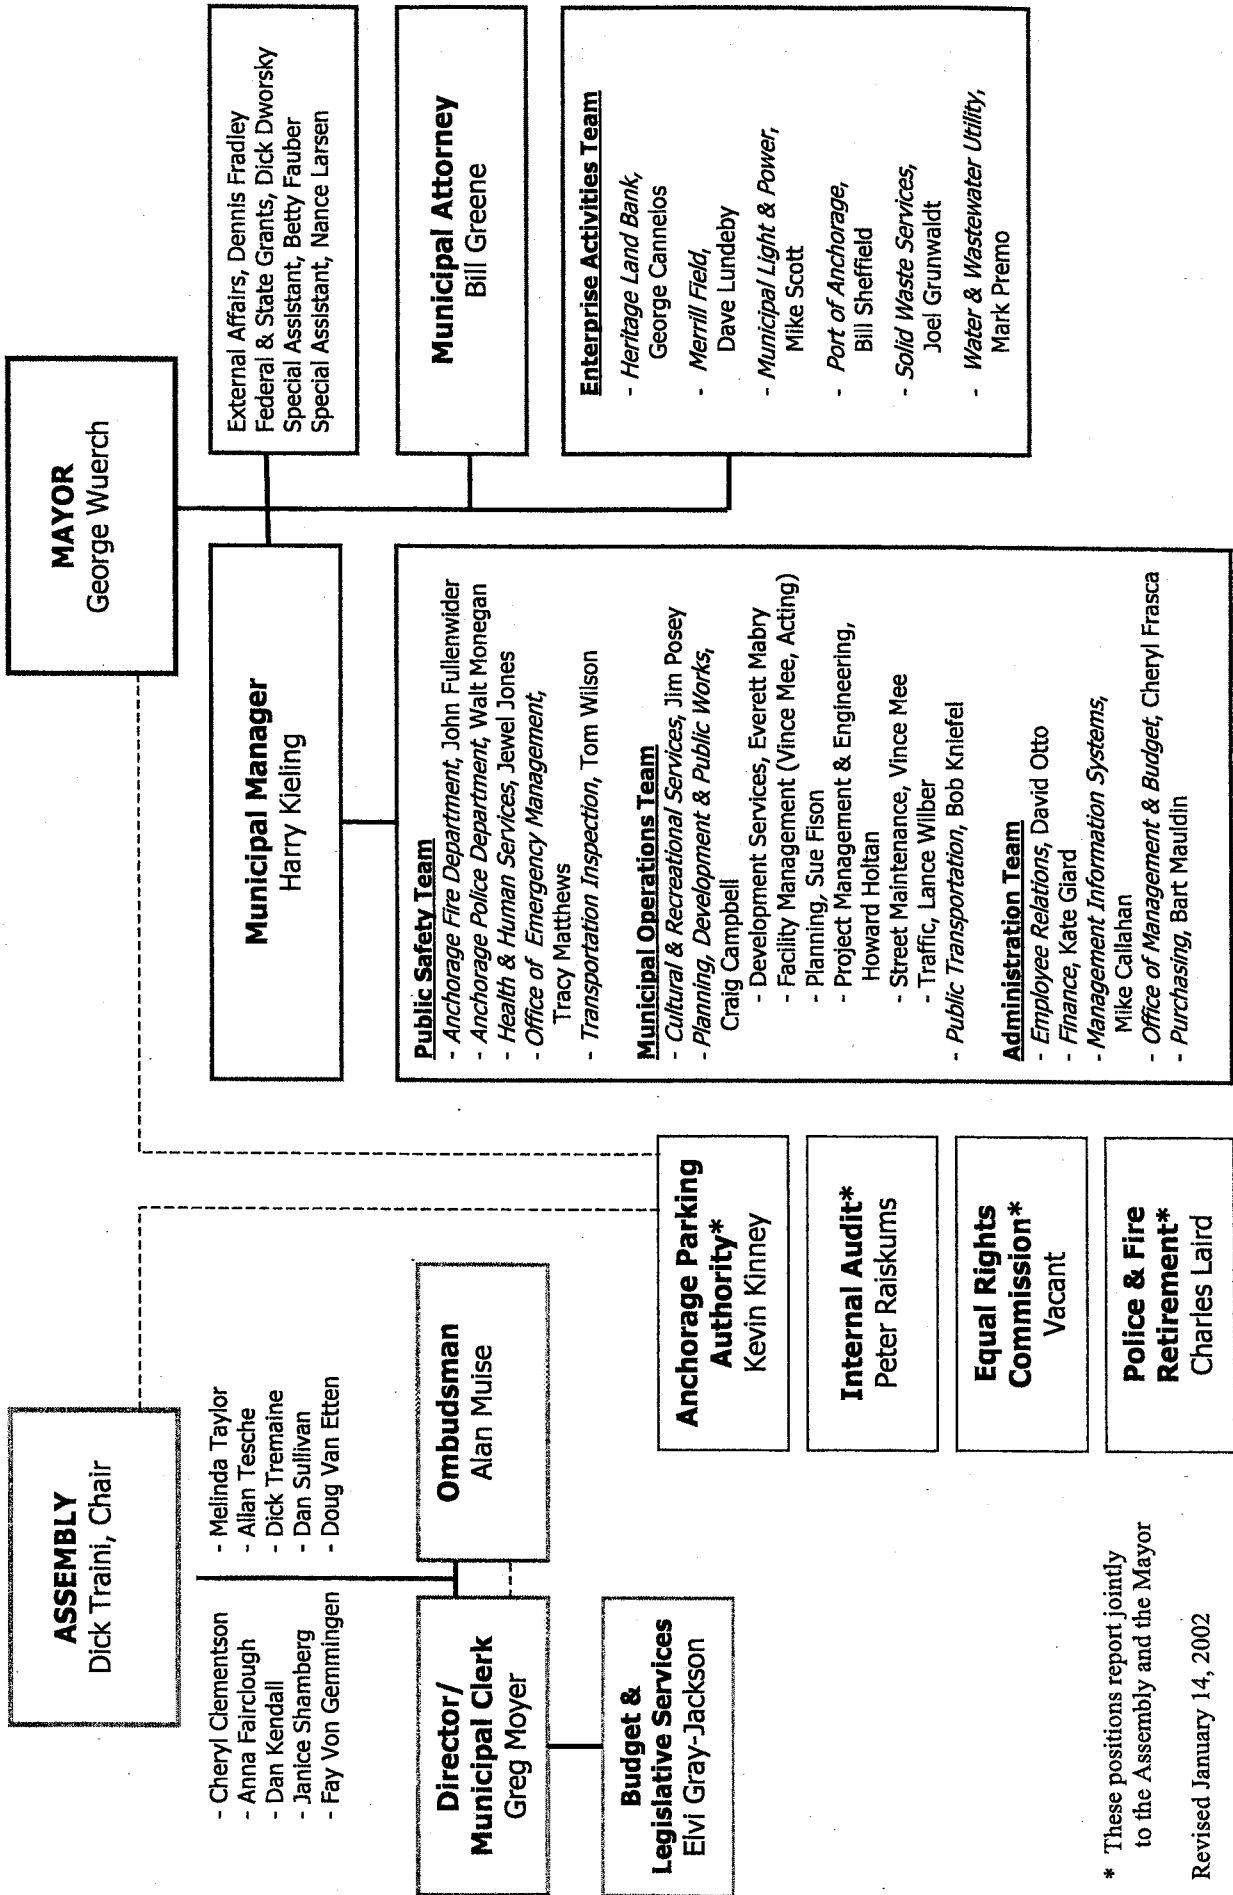 ASSEMBLY
Dick Traini, Chair
- Cheryl Clementson
- Anna Fairclough
- Dan Kendall
- Janice Shamberg
- Fay Von Gemmingen
- Melinda Taylor
- Allan Tesche
- Dick Tremaine
- Dan Sullivan
- Doug Van Etten
Director/
Municipal Clerk
Greg Moyer
Ombudsman
Alan Muise
Budget &
Legislative Services
Elvi Gray-Jackson
MAYOR
George Wuerch
Municipal Manager
Harry Kieling
External Affairs, Dennis Fradley
Federal & State Grants, Dick Dworsky
Special Assistant, Betty Fauber
Special Assistant, Nance Larsen
Municipal Attorney
Bill Greene
Public Safety Team
- Anchorage Fire Department, John Fullenwider
- Anchorage Police Department, Walt Monegan
- Health & Human Services, Jewel Jones
- Office of Emergency Management,
Tracy Matthews
- Transportation Inspection, Tom Wilson
Municipal Operations Team
- Cultural & Recreational Services, Jim Posey
- Planning, Development & Public Works,
Craig Campbell
- Development Services, Everett Mabry
- Facility Management (Vince Mee, Acting)
- Planning, Sue Fison
- Project Management & Engineering,
Howard Holtan
- Street Maintenance, Vince Mee
- Traffic, Lance Wilber
- Public Transportation, Bob Kniefel
Administration Team
- Employee Relations, David Otto
- Finance, Kate Giard
- Management Information Systems,
Mike Callahan
- Office of Management & Budget, Cheryl Frasca
- Purchasing, Bart Mauldin
Enterprise Activities Team
- Heritage Land Bank,
George Cannelos
- Merrill Field,
Dave Lundeby
- Municipal Light & Power,
Mike Scott
- Port of Anchorage,
Bill Sheffield
- Solid Waste Services,
Joel Grunwaldt
- Water & Wastewater Utility,
Mark Premo
Anchorage Parking
Authority*
Kevin Kinney
Internal Audit*
Peter Raiskums
Equal Rights
Commission*
Vacant
Police & Fire
Retirement*
Charles Laird
* These positions report jointly
to the Assembly and the Mayor
Revised January 14, 2002